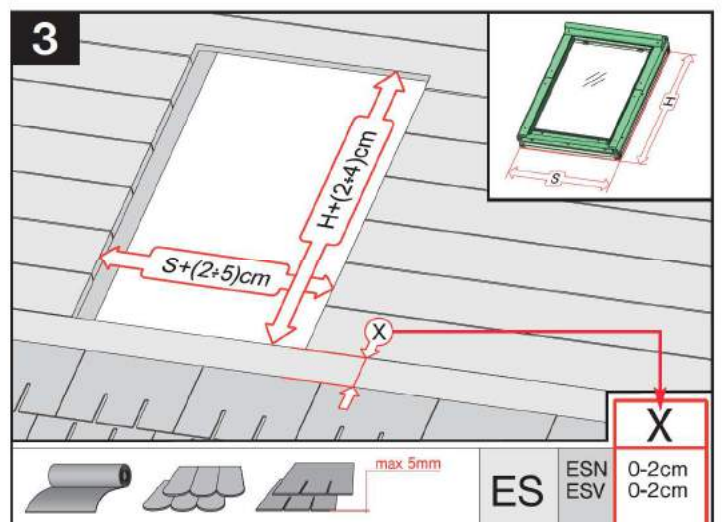 3
H
S
H+(2÷4)cm
S+(2÷5)cm
X
X
max 5mm
ES
ESN 0-2cm
ESV 0-2cm